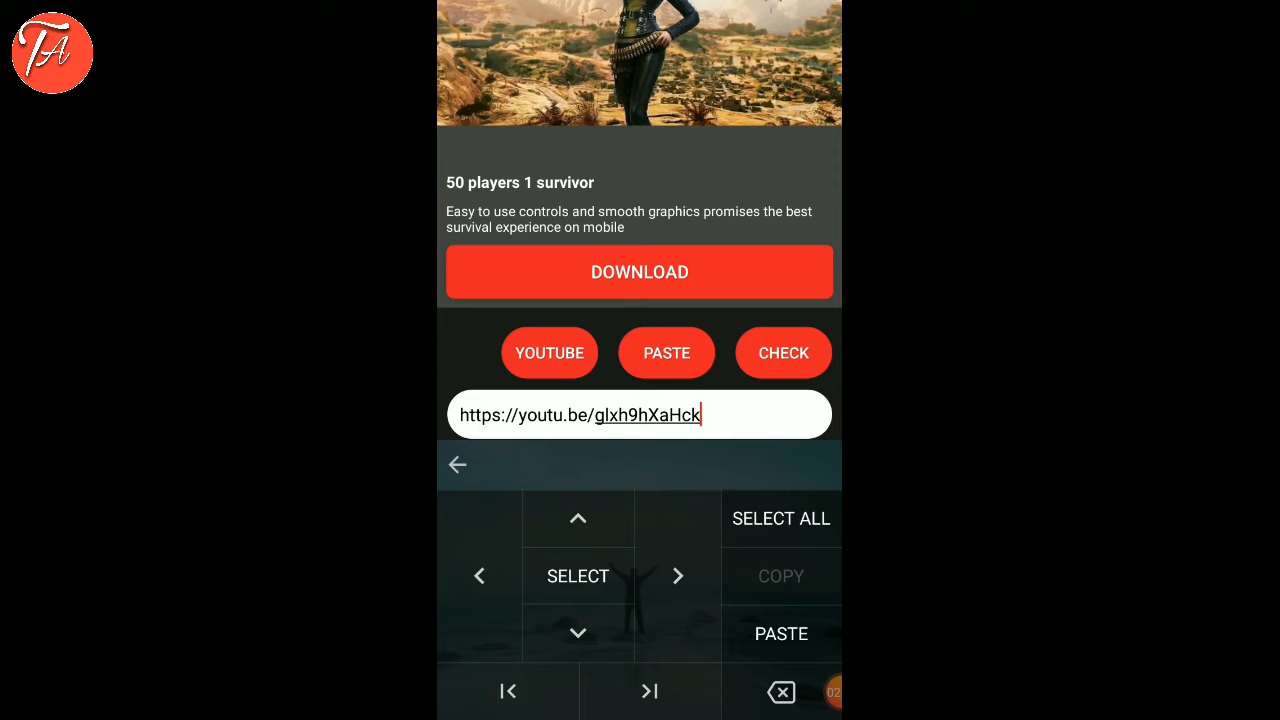 TA
50 players 1 survivor
Easy to use controls and smooth graphics promises the best
survival experience on mobile
DOWNLOAD
YOUTUBE PASTE CHECK
https://youtu.be/glxh9hXaHck
SELECT ALL
SELECT COPY
PASTE
02